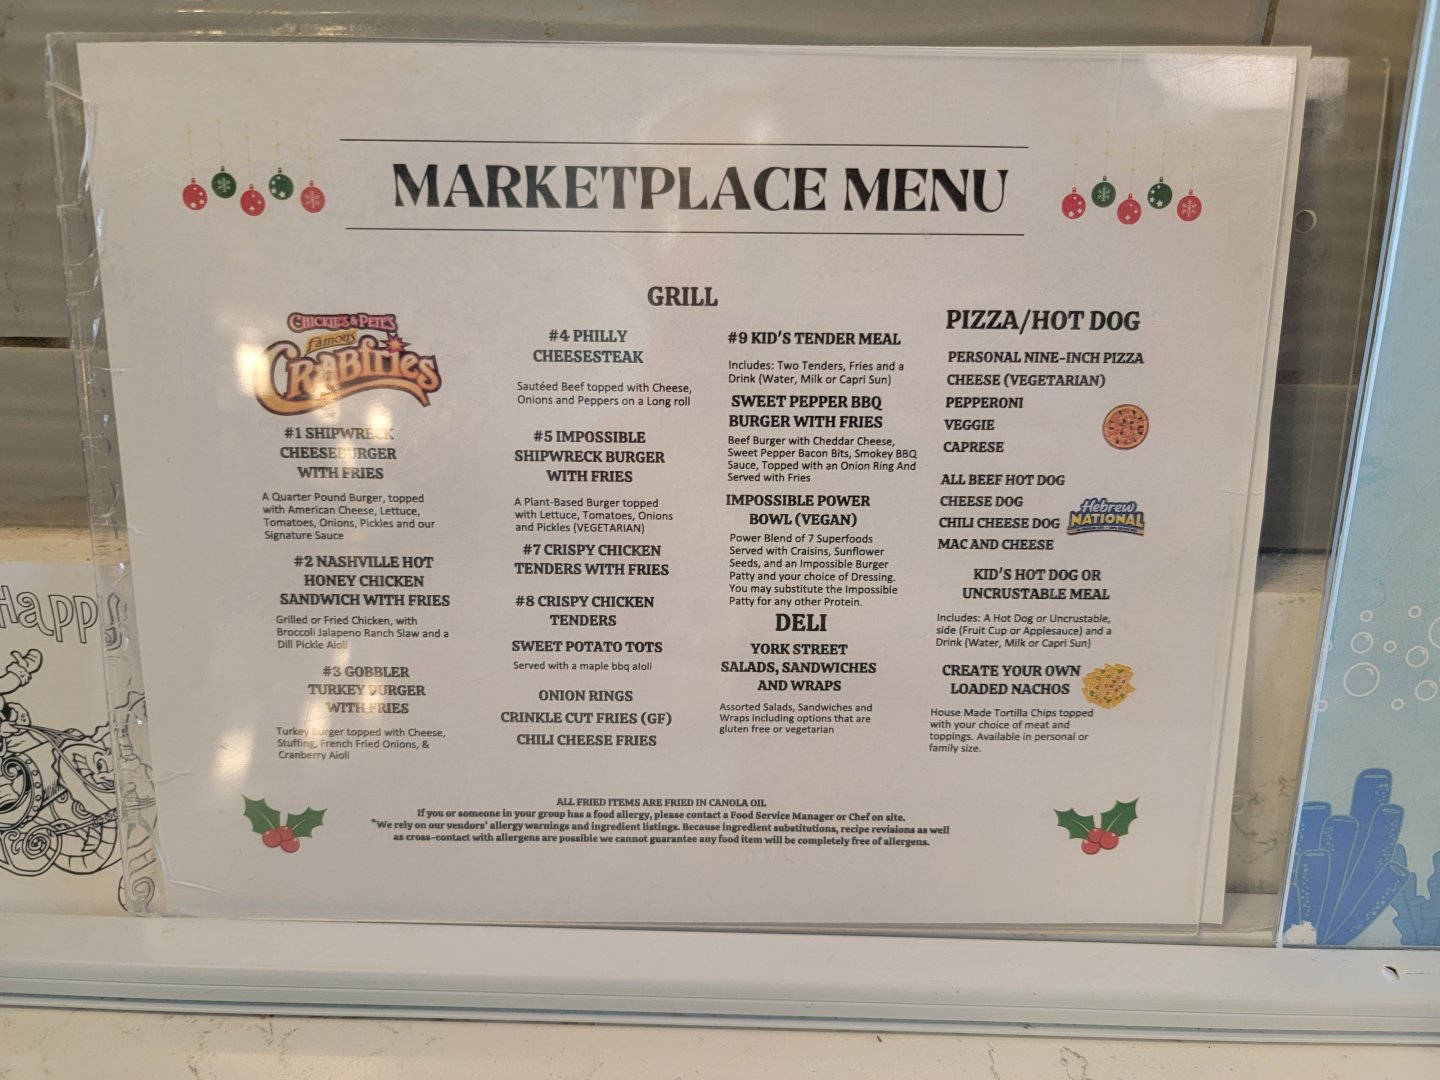 MARKETPLACE MENU
GRILL
CHICKIE'S & PETE'S
famous
CRABfries
#1 SHIPWRECK
CHEESEBURGER
WITH FRIES
A Quarter Pound Burger, topped
with American Cheese, Lettuce,
Tomatoes, Onions, Pickles and our
Signature Sauce
#2 NASHVILLE HOT
HONEY CHICKEN
SANDWICH WITH FRIES
Grilled or Fried Chicken, with
Broccoli Jalapeno Ranch Slaw and a
Dill Pickle Aioli
#3 GOBBLER
TURKEY BURGER
WITH FRIES
Turkey Burger topped with Cheese,
Stuffing, French Fried Onions, &
Cranberry Aioli
#4 PHILLY
CHEESESTEAK
Sautéed Beef topped with Cheese,
Onions and Peppers on a Long roll
#5 IMPOSSIBLE
SHIPWRECK BURGER
WITH FRIES
A Plant-Based Burger topped
with Lettuce, Tomatoes, Onions
and Pickles (VEGETARIAN)
#7 CRISPY CHICKEN
TENDERS WITH FRIES
#8 CRISPY CHICKEN
TENDERS
SWEET POTATO TOTS
Served with a maple bbq aioli
ONION RINGS
CRINKLE CUT FRIES (GF)
CHILI CHEESE FRIES
#9 KID'S TENDER MEAL
Includes: Two Tenders, Fries and a
Drink (Water, Milk or Capri Sun)
SWEET PEPPER BBQ
BURGER WITH FRIES
Beef Burger with Cheddar Cheese,
Sweet Pepper Bacon Bits, Smokey BBQ
Sauce, Topped with an Onion Ring And
Served with Fries
IMPOSSIBLE POWER
BOWL (VEGAN)
Power Blend of 7 Superfoods
Served with Craisins, Sunflower
Seeds, and an Impossible Burger
Patty and your choice of Dressing.
You may substitute the Impossible
Patty for any other Protein.
DELI
YORK STREET
SALADS, SANDWICHES
AND WRAPS
Assorted Salads, Sandwiches and
Wraps including options that are
gluten free or vegetarian
PIZZA/HOT DOG
PERSONAL NINE-INCH PIZZA
CHEESE (VEGETARIAN)
PEPPERONI
VEGGIE
CAPRESE
ALL BEEF HOT DOG
CHEESE DOG
CHILI CHEESE DOG
MAC AND CHEESE
Hebrew
NATIONAL
KID'S HOT DOG OR
UNCRUSTABLE MEAL
Includes: A Hot Dog or Uncrustable,
side (Fruit Cup or Applesauce) and a
Drink (Water, Milk or Capri Sun)
CREATE YOUR OWN
LOADED NACHOS
House Made Tortilla Chips topped
with your choice of meat and
toppings. Available in personal or
family size.
ALL FRIED ITEMS ARE FRIED IN CANOLA OIL
If you or someone in your group has a food allergy, please contact a Food Service Manager or Chef on site.
*We rely on our vendors' allergy warnings and ingredient listings. Because ingredient substitutions, recipe revisions as well
as cross-contact with allergens are possible we cannot guarantee any food item will be completely free of allergens.
Happ